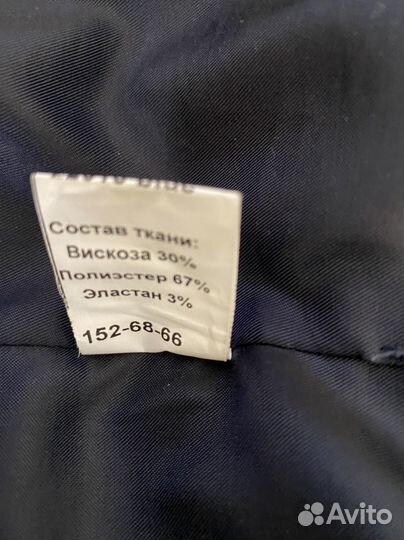 Состав ткани:
Вискоза 30%
Полиэстер 67%
Эластан 3%
152-68-66
Avito